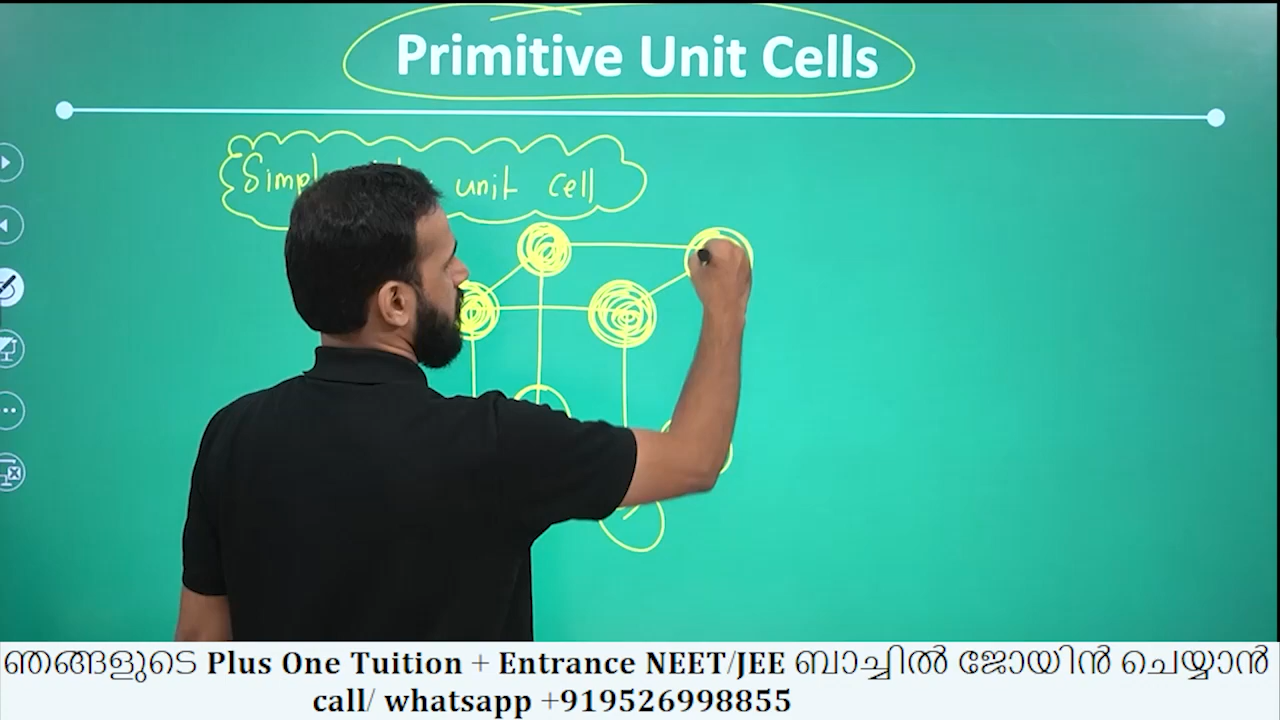 Primitive Unit Cells
Simpl unit cell
ഞങ്ങളുടെ Plus One Tuition + Entrance NEET/JEE ബാച്ചിൽ ജോയിൻ ചെയ്യാൻ
call/ whatsapp +919526998855